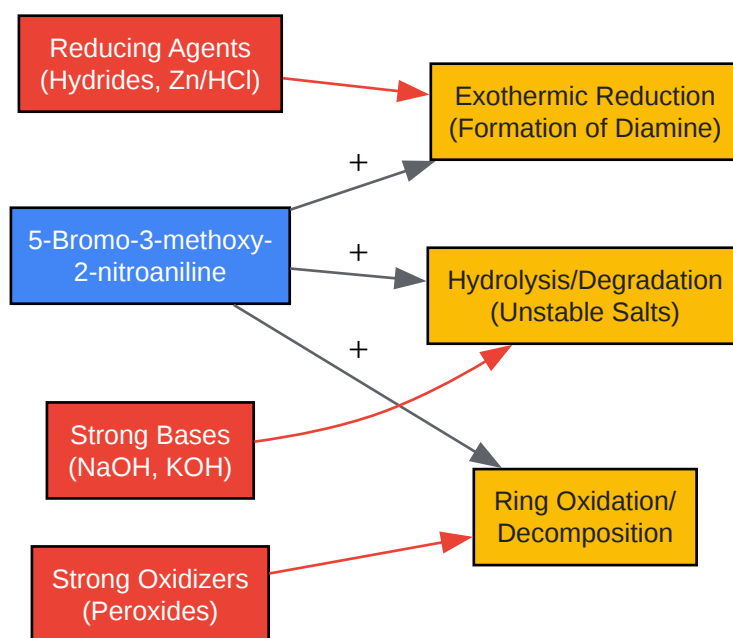 Reducing Agents
(Hydrides, Zn/HCl)
Exothermic Reduction
(Formation of Diamine)
+
5-Bromo-3-methoxy-
2-nitroaniline
+
Hydrolysis/Degradation
(Unstable Salts)
+
Strong Bases
(NaOH, KOH)
Ring Oxidation/
Decomposition
Strong Oxidizers
(Peroxides)